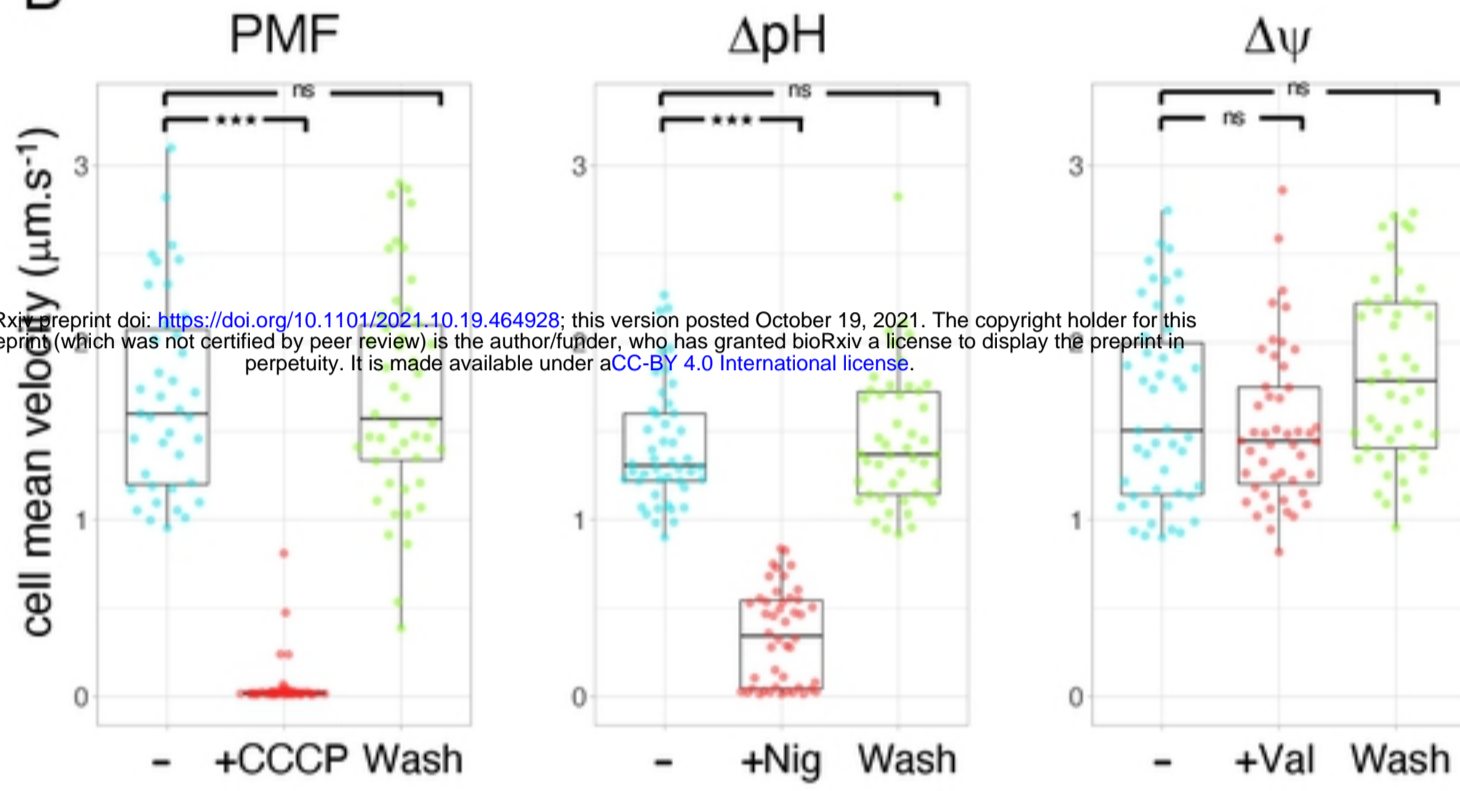 PMF ΔpH Δψ
ns ns ns
*** *** ns
cell mean velocity (μm.s⁻¹)
3 3 3
Rxiv preprint doi: https://doi.org/10.1101/2021.10.19.464928; this version posted October 19, 2021. The copyright holder for this
eprint (which was not certified by peer review) is the author/funder, who has granted bioRxiv a license to display the preprint in
perpetuity. It is made available under aCC-BY 4.0 International license.
1 1 1
0 0 0
- +CCCP Wash - +Nig Wash - +Val Wash